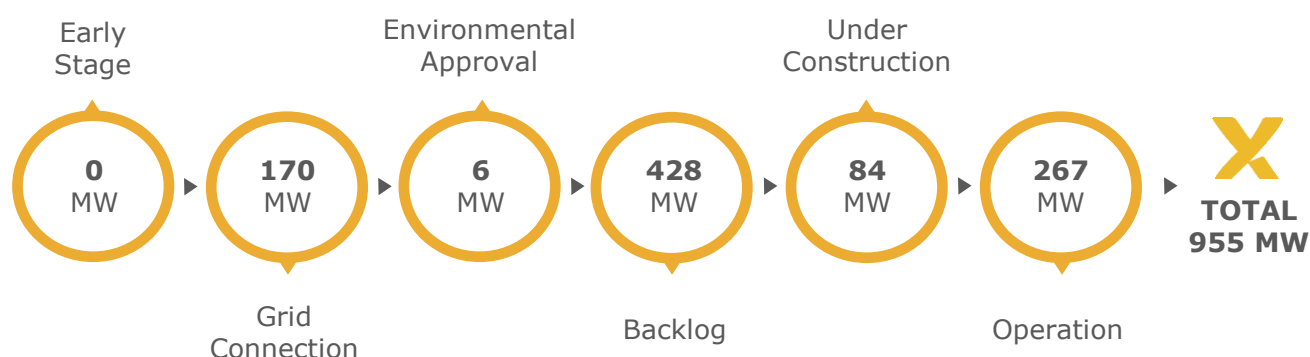 Early
Stage
Environmental
Approval
Under
Construction
0
MW
170
MW
6
MW
428
MW
84
MW
267
MW
TOTAL
955 MW
Grid
Connection
Backlog
Operation